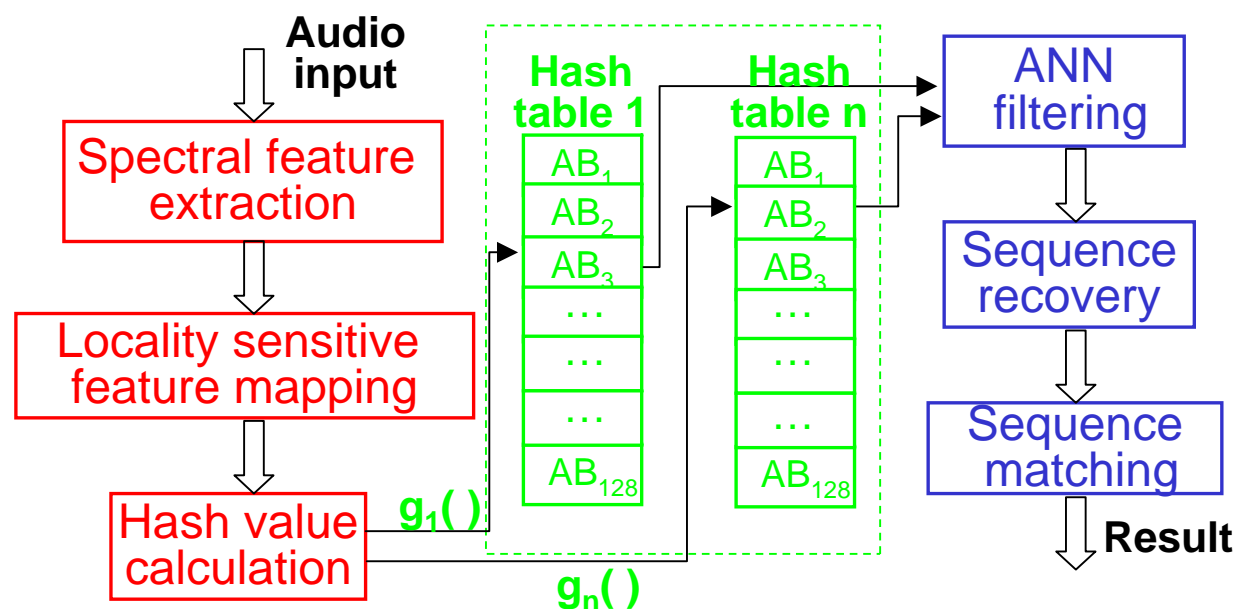 Audio
input
Spectral feature
extraction
Locality sensitive
feature mapping
Hash value
calculation
g₁( )
gₙ( )
Hash
table 1
AB₁
AB₂
AB₃
...
...
...
AB₁₂₈
Hash
table n
AB₁
AB₂
AB₃
...
...
...
AB₁₂₈
ANN
filtering
Sequence
recovery
Sequence
matching
Result